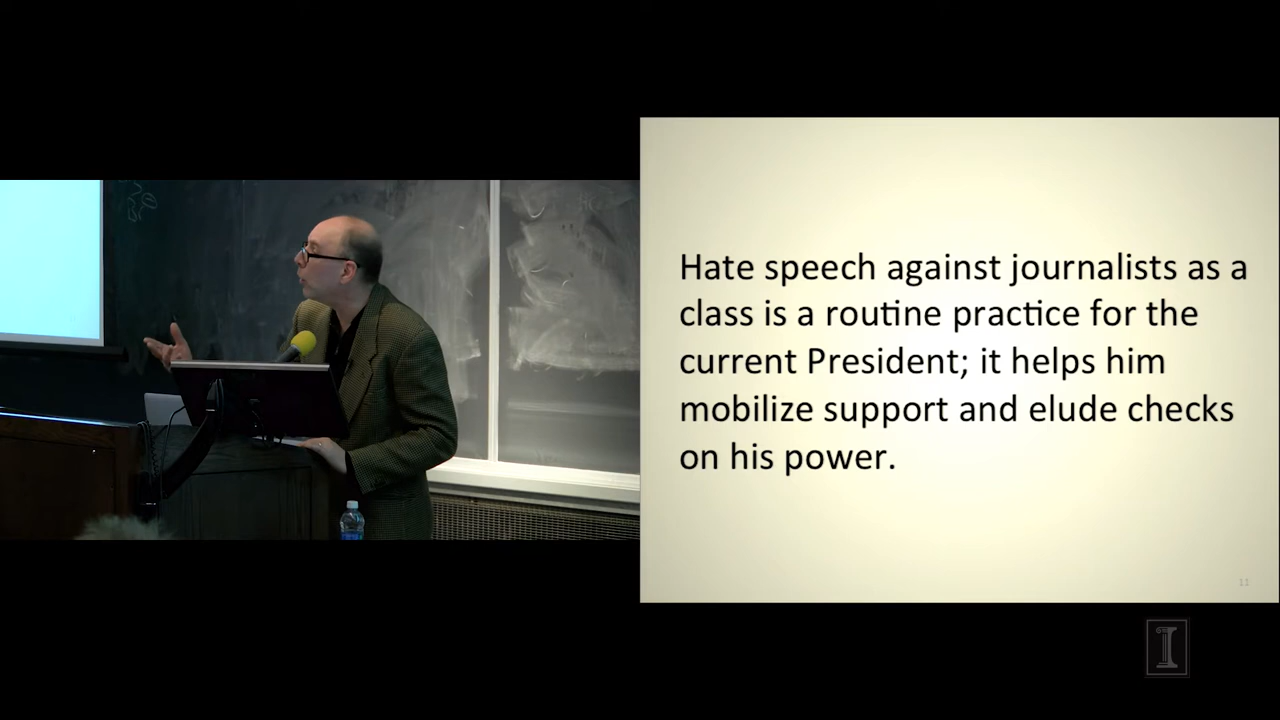 Hate speech against journalists as a
class is a routine practice for the
current President; it helps him
mobilize support and elude checks
on his power.
11
I